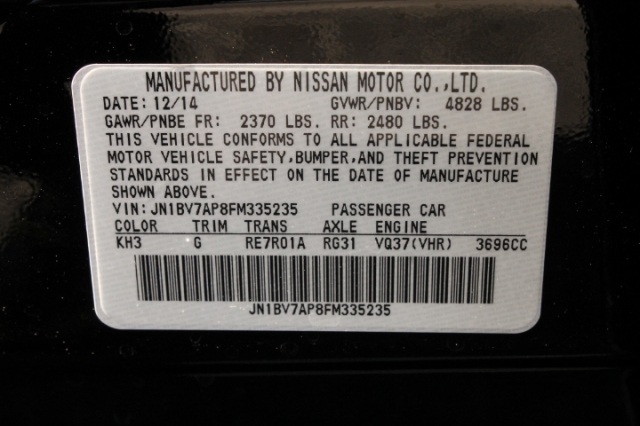 MANUFACTURED BY NISSAN MOTOR CO.,LTD.
DATE: 12/14 GVWR/PNBV: 4828 LBS.
GAWR/PNBE FR: 2370 LBS. RR: 2480 LBS.
THIS VEHICLE CONFORMS TO ALL APPLICABLE FEDERAL
MOTOR VEHICLE SAFETY,BUMPER,AND THEFT PREVENTION
STANDARDS IN EFFECT ON THE DATE OF MANUFACTURE
SHOWN ABOVE.
VIN: JN1BV7AP8FM335235 PASSENGER CAR
COLOR TRIM TRANS AXLE ENGINE
KH3 G RE7R01A RG31 VQ37(VHR) 3696CC
JN1BV7AP8FM335235